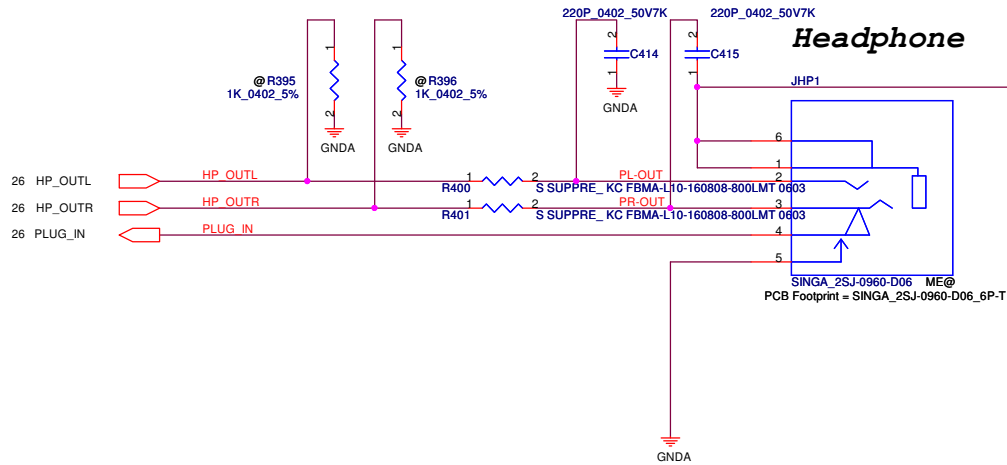 220P_0402_50V7K
220P_0402_50V7K
Headphone
2
C414
1
GNDA
2
C415
1
1
@ R395
1K_0402_5%
2
GNDA
1
@ R396
1K_0402_5%
2
GNDA
JHP1
6
1
26 HP_OUTL
HP_OUTL
1
R400
2
PL-OUT
S SUPPRE_ KC FBMA-L10-160808-800LMT 0603
2
26 HP_OUTR
HP_OUTR
1
R401
2
PR-OUT
S SUPPRE_ KC FBMA-L10-160808-800LMT 0603
3
26 PLUG_IN
PLUG_IN
4
5
SINGA_2SJ-0960-D06 ME@
PCB Footprint = SINGA_2SJ-0960-D06_6P-T
GNDA